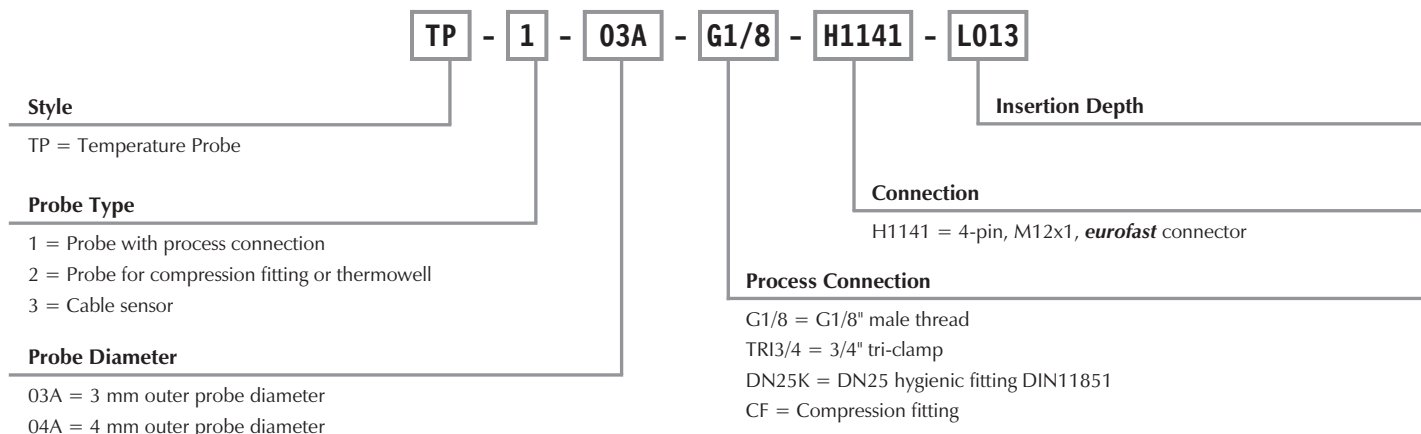 TP - 1 - 03A - G1/8 - H1141 - L013
Style
TP = Temperature Probe
Probe Type
1 = Probe with process connection
2 = Probe for compression fitting or thermowell
3 = Cable sensor
Probe Diameter
03A = 3 mm outer probe diameter
04A = 4 mm outer probe diameter
Insertion Depth
Connection
H1141 = 4-pin, M12x1, eurofast connector
Process Connection
G1/8 = G1/8" male thread
TRI3/4 = 3/4" tri-clamp
DN25K = DN25 hygienic fitting DIN11851
CF = Compression fitting